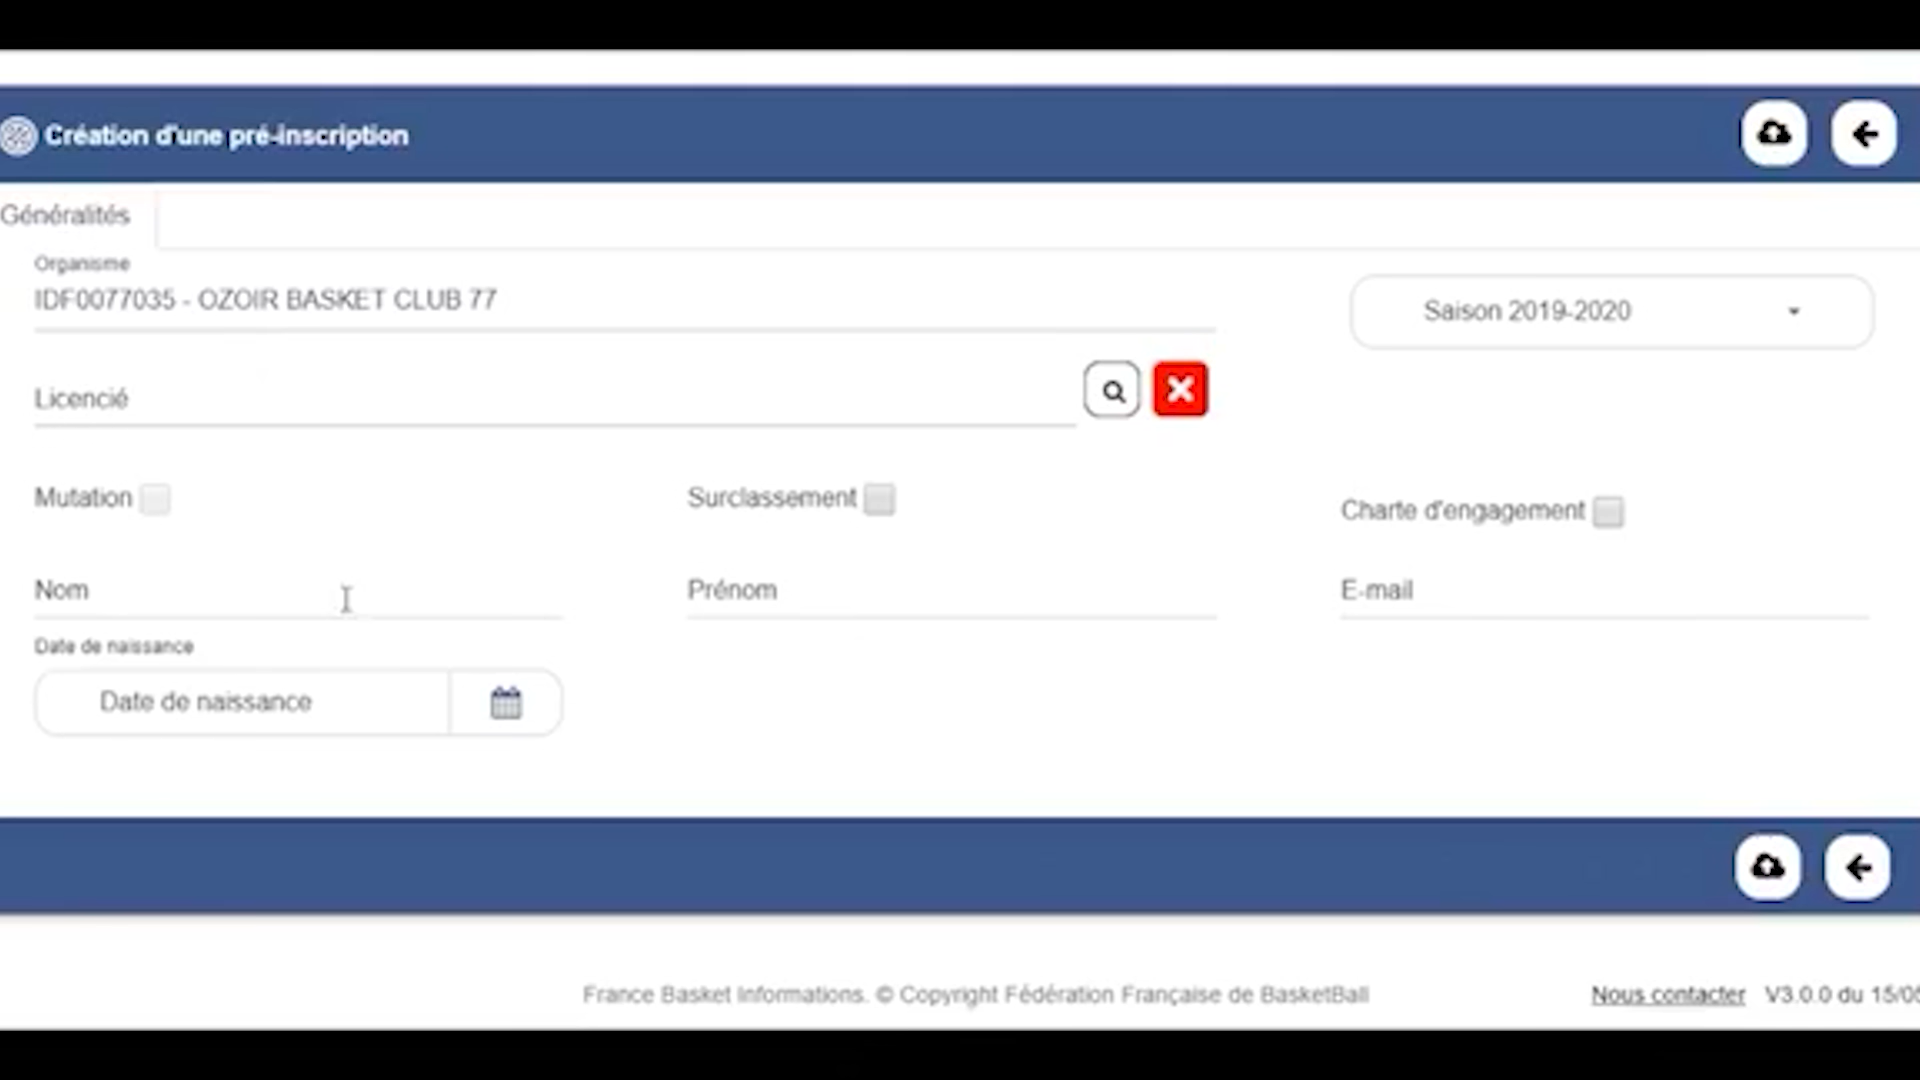 Création d'une pré-inscription
Généralités
Organisme
IDF0077035 - OZOIR BASKET CLUB 77
Saison 2019-2020
Licencié
Mutation
Surclassement
Charte d'engagement
Nom
Prénom
E-mail
Date de naissance
Date de naissance
France Basket Informations. © Copyright Fédération Française de BasketBall
Nous contacter V3.0.0 du 15/05